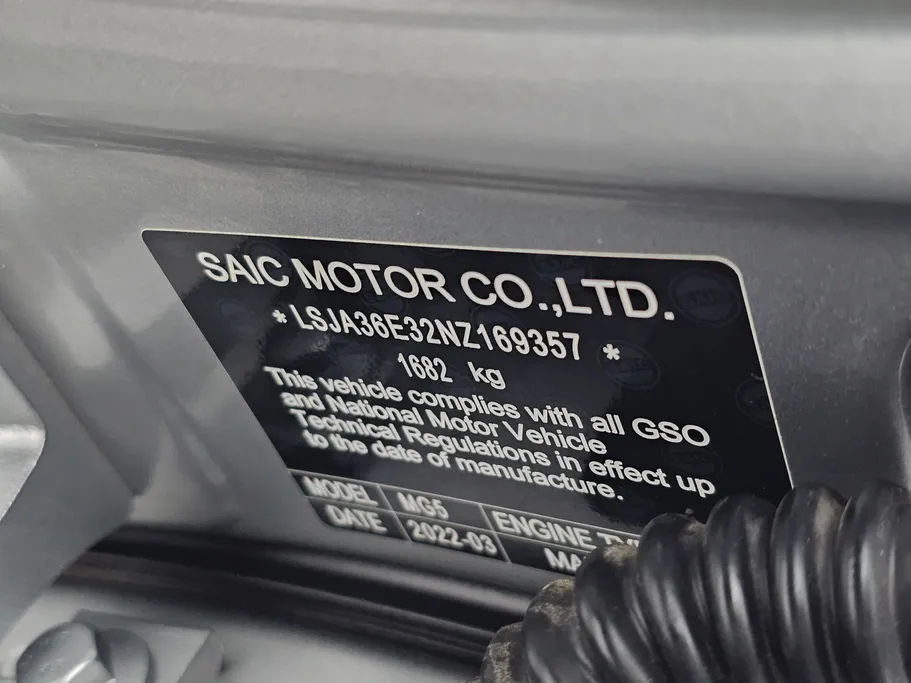 SAIC MOTOR CO.,LTD.
* LSJA36E32NZ169357 *
1682 kg
This vehicle complies with all GSO
and National Motor Vehicle
Technical Regulations in effect up
to the date of manufacture.
MODEL MG5 ENGINE
DATE 2022-03